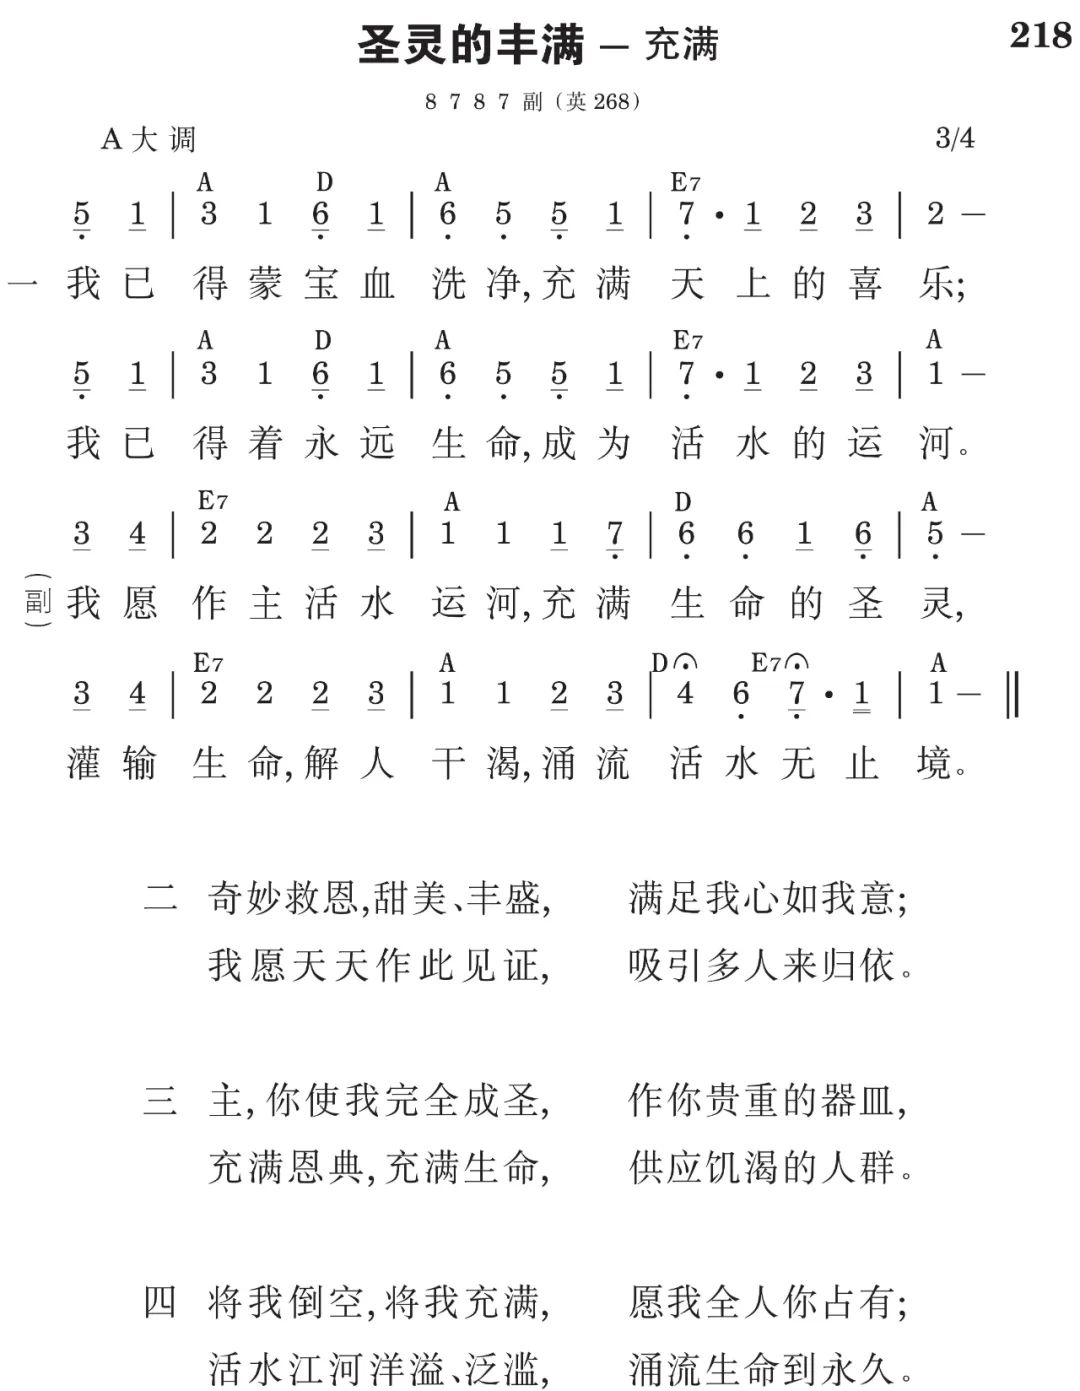 圣灵的丰满 — 充满 218
8 7 8 7 副（英 268）
A 大 调 3/4
A D A E7
5 1 | 3 1 6 1 | 6 5 5 1 | 7 · 1 2 3 | 2 —
一 我 已 得 蒙 宝 血 洗 净, 充 满 天 上 的 喜 乐;
A D A E7 A
5 1 | 3 1 6 1 | 6 5 5 1 | 7 · 1 2 3 | 1 —
我 已 得 着 永 远 生 命, 成 为 活 水 的 运 河。
E7 A D A
3 4 | 2 2 2 3 | 1 1 1 7 | 6 6 1 6 | 5 —
(副) 我 愿 作 主 活 水 运 河, 充 满 生 命 的 圣 灵,
E7 A D E7 A
3 4 | 2 2 2 3 | 1 1 2 3 | 4 6 7 · 1 | 1 — ‖
灌 输 生 命, 解 人 干 渴, 涌 流 活 水 无 止 境。
二 奇妙救恩,甜美、丰盛, 满足我心如我意;
我愿天天作此见证, 吸引多人来归依。
三 主, 你使我完全成圣, 作你贵重的器皿,
充满恩典, 充满生命, 供应饥渴的人群。
四 将我倒空, 将我充满, 愿我全人你占有;
活水江河洋溢、泛滥, 涌流生命到永久。